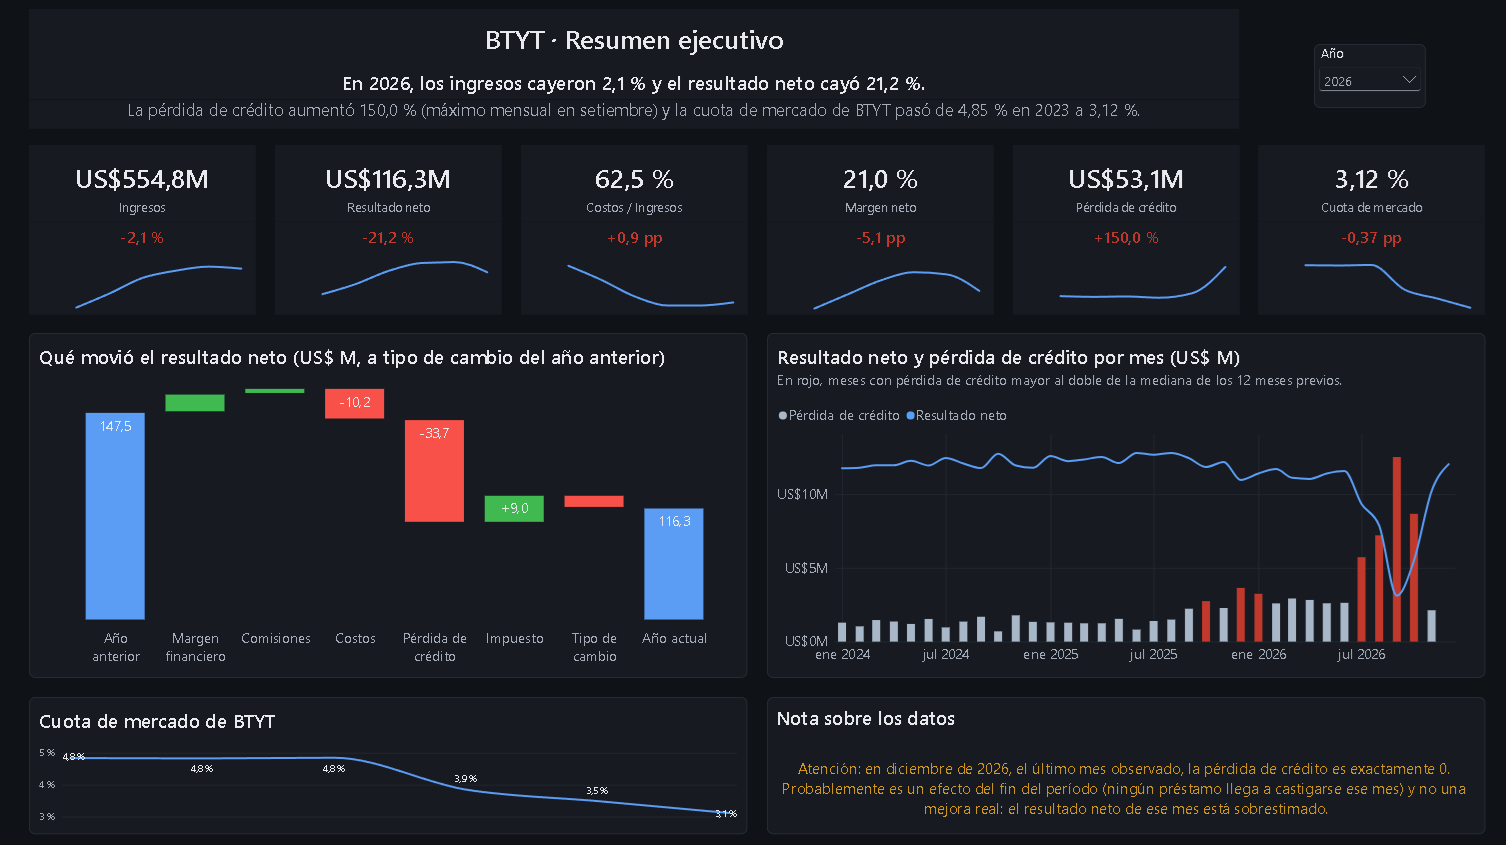 BTYT · Resumen ejecutivo
En 2026, los ingresos cayeron 2,1 % y el resultado neto cayó 21,2 %.
La pérdida de crédito aumentó 150,0 % (máximo mensual en setiembre) y la cuota de mercado de BTYT pasó de 4,85 % en 2023 a 3,12 %.
Año
2026
US$554,8M
Ingresos
-2,1 %
US$116,3M
Resultado neto
-21,2 %
62,5 %
Costos / Ingresos
+0,9 pp
21,0 %
Margen neto
-5,1 pp
US$53,1M
Pérdida de crédito
+150,0 %
3,12 %
Cuota de mercado
-0,37 pp
Qué movió el resultado neto (US$ M, a tipo de cambio del año anterior)
147,5
-10,2
-33,7
+9,0
116,3
Año anterior
Margen financiero
Comisiones
Costos
Pérdida de crédito
Impuesto
Tipo de cambio
Año actual
Resultado neto y pérdida de crédito por mes (US$ M)
En rojo, meses con pérdida de crédito mayor al doble de la mediana de los 12 meses previos.
Pérdida de crédito
Resultado neto
US$10M
US$5M
US$0M
ene 2024
jul 2024
ene 2025
jul 2025
ene 2026
jul 2026
Cuota de mercado de BTYT
5 %
4 %
3 %
4,8%
4,8%
4,8%
3,9%
3,5%
3,1%
Nota sobre los datos
Atención: en diciembre de 2026, el último mes observado, la pérdida de crédito es exactamente 0.
Probablemente es un efecto del fin del período (ningún préstamo llega a castigarse ese mes) y no una
mejora real: el resultado neto de ese mes está sobrestimado.